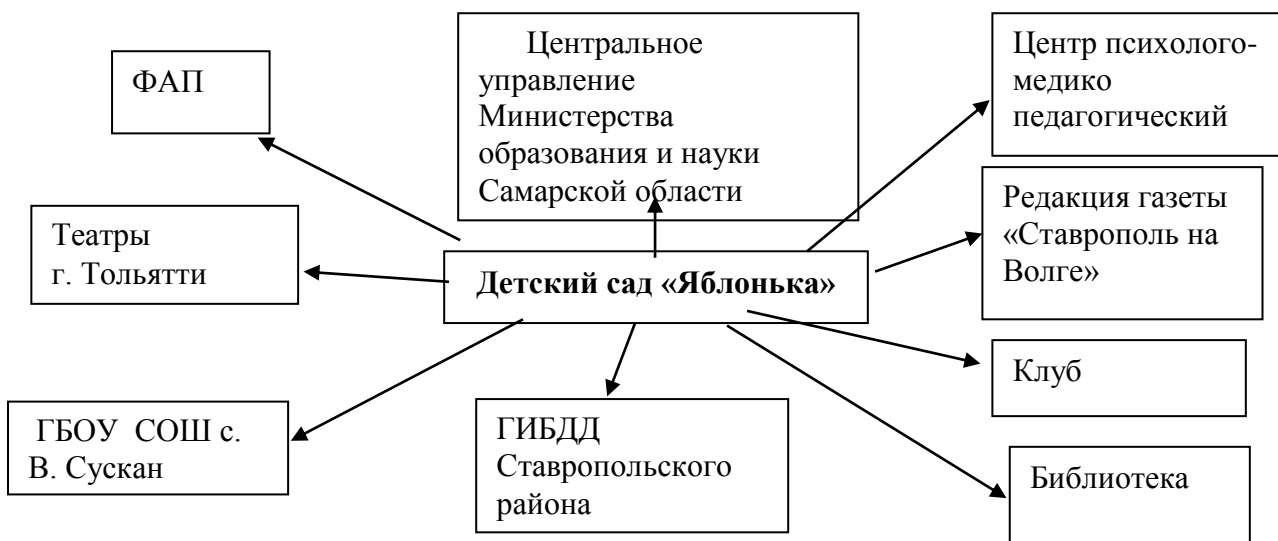 Центральное
управление
Министерства
образования и науки
Самарской области
ФАП
Центр психолого-
медико
педагогический
Театры
г. Тольятти
Детский сад «Яблонька»
Редакция газеты
«Ставрополь на
Волге»
ГБОУ СОШ с.
В. Сускан
ГИБДД
Ставропольского
района
Клуб
Библиотека